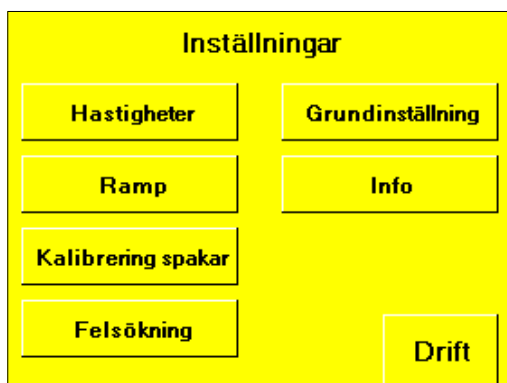 Inställningar
Hastigheter
Grundinställning
Ramp
Info
Kalibrering spakar
Felsökning
Drift